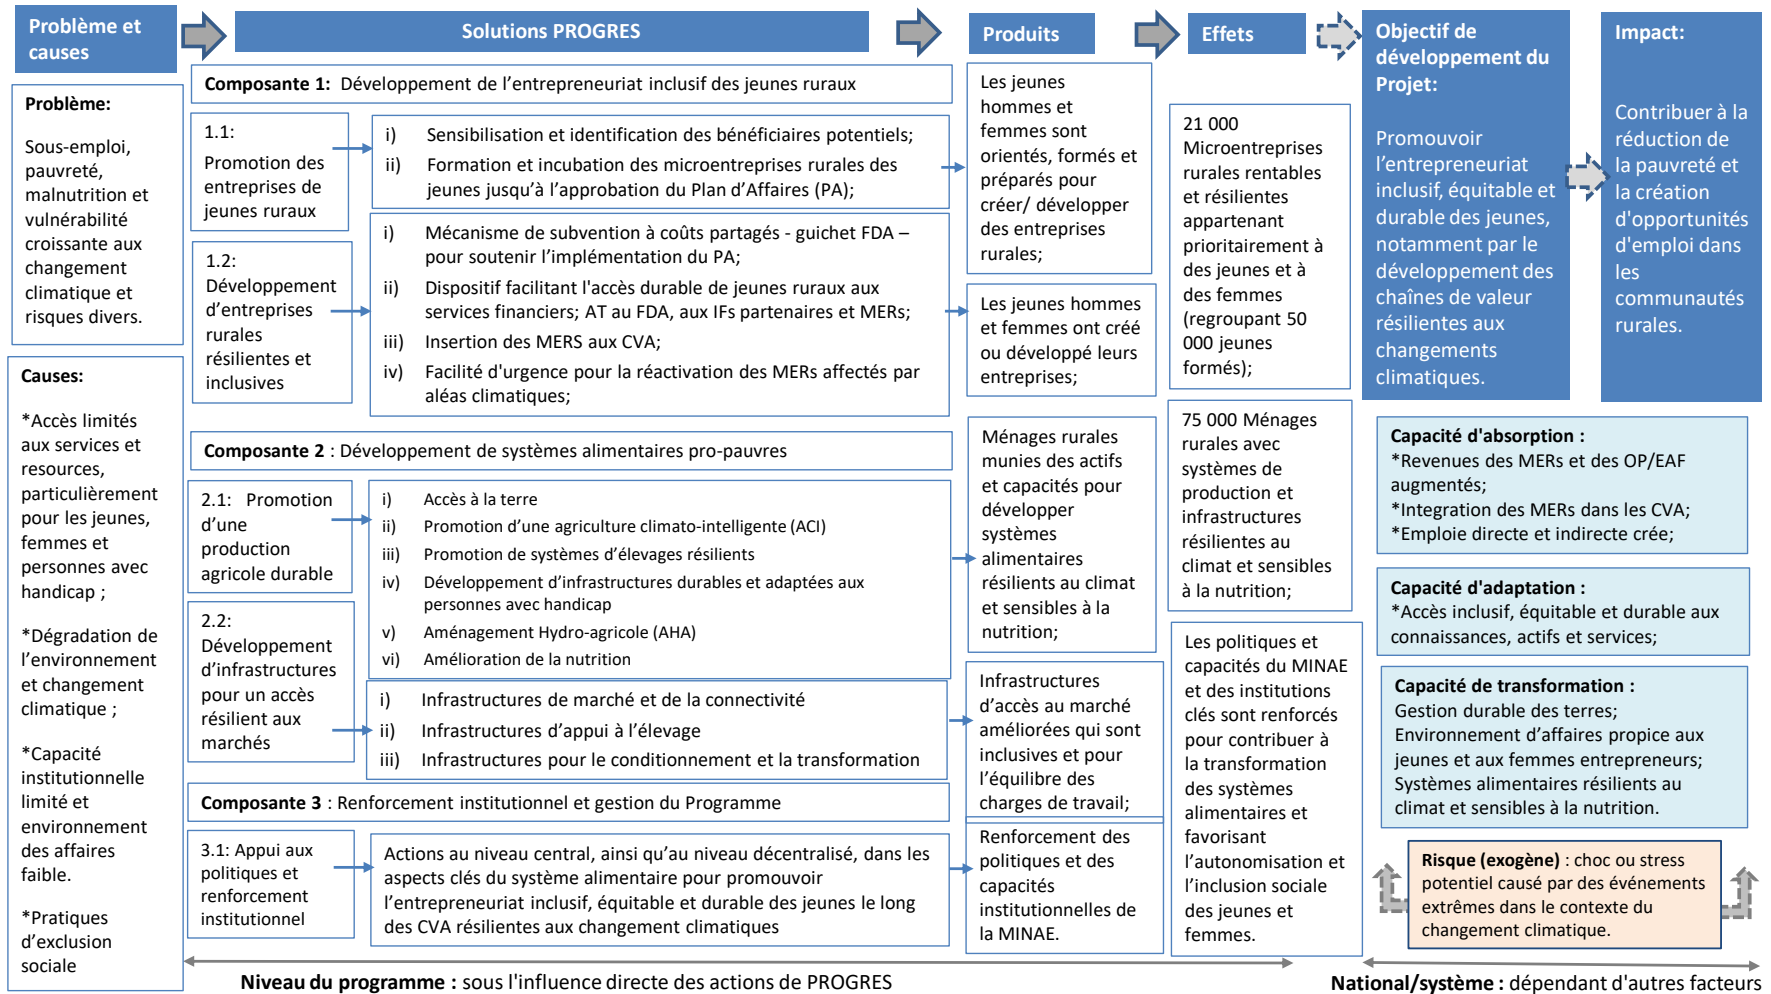 Problème et
causes
Solutions PROGRES
Produits
Effets
Objectif de
développement du
Projet:
Promouvoir
l'entrepreneuriat
inclusif, équitable et
durable des jeunes,
notamment par le
développement des
chaînes de valeur
résilientes aux
changements
climatiques.
Impact:
Contribuer à la
réduction de
la pauvreté et
la création
d'opportunités
d'emploi dans
les
communautés
rurales.
Problème:
Sous-emploi,
pauvreté,
malnutrition et
vulnérabilité
croissante aux
changement
climatique et
risques divers.
Causes:
*Accès limités
aux services et
resources,
particulièrement
pour les jeunes,
femmes et
personnes avec
handicap ;
*Dégradation de
l'environnement
et changement
climatique ;
*Capacité
institutionnelle
limité et
environnement
des affaires
faible.
*Pratiques
d'exclusion
sociale
Composante 1: Développement de l'entrepreneuriat inclusif des jeunes ruraux
1.1:
Promotion des
entreprises de
jeunes ruraux
i) Sensibilisation et identification des bénéficiaires potentiels;
ii) Formation et incubation des microentreprises rurales des
jeunes jusqu'à l'approbation du Plan d'Affaires (PA);
1.2:
Développement
d'entreprises
rurales
résilientes et
inclusives
i) Mécanisme de subvention à coûts partagés - guichet FDA –
pour soutenir l'implémentation du PA;
ii) Dispositif facilitant l'accès durable de jeunes ruraux aux
services financiers; AT au FDA, aux IFs partenaires et MERs;
iii) Insertion des MERS aux CVA;
iv) Facilité d'urgence pour la réactivation des MERs affectés par
aléas climatiques;
Composante 2 : Développement de systèmes alimentaires pro-pauvres
2.1: Promotion
d'une
production
agricole durable
i) Accès à la terre
ii) Promotion d'une agriculture climato-intelligente (ACI)
iii) Promotion de systèmes d'élevages résilients
iv) Développement d'infrastructures durables et adaptées aux
personnes avec handicap
v) Aménagement Hydro-agricole (AHA)
vi) Amélioration de la nutrition
2.2:
Développement
d'infrastructures
pour un accès
résilient aux
marchés
i) Infrastructures de marché et de la connectivité
ii) Infrastructures d'appui à l'élevage
iii) Infrastructures pour le conditionnement et la transformation
Composante 3 : Renforcement institutionnel et gestion du Programme
3.1: Appui aux
politiques et
renforcement
institutionnel
Actions au niveau central, ainsi qu'au niveau décentralisé, dans les
aspects clés du système alimentaire pour promouvoir
l'entrepreneuriat inclusif, équitable et durable des jeunes le long
des CVA résilientes aux changement climatiques
Les jeunes
hommes et
femmes sont
orientés, formés et
préparés pour
créer/ développer
des entreprises
rurales;
Les jeunes hommes
et femmes ont créé
ou développé leurs
entreprises;
Ménages rurales
munies des actifs
et capacités pour
développer
systèmes
alimentaires
résilients au climat
et sensibles à la
nutrition;
Infrastructures
d'accès au marché
améliorées qui sont
inclusives et pour
l'équilibre des
charges de travail;
Renforcement des
politiques et des
capacités
institutionnelles de
la MINAE.
21 000
Microentreprises
rurales rentables
et résilientes
appartenant
prioritairement à
des jeunes et à
des femmes
(regroupant 50
000 jeunes
formés);
75 000 Ménages
rurales avec
systèmes de
production et
infrastructures
résilientes au
climat et sensibles
à la nutrition;
Les politiques et
capacités du MINAE
et des institutions
clés sont renforcés
pour contribuer à
la transformation
des systèmes
alimentaires et
favorisant
l'autonomisation et
l'inclusion sociale
des jeunes et
femmes.
Capacité d'absorption :
*Revenues des MERs et des OP/EAF
augmentés;
*Integration des MERs dans les CVA;
*Emploie directe et indirecte crée;
Capacité d'adaptation :
*Accès inclusif, équitable et durable aux
connaissances, actifs et services;
Capacité de transformation :
Gestion durable des terres;
Environnement d'affaires propice aux
jeunes et aux femmes entrepreneurs;
Systèmes alimentaires résilients au
climat et sensibles à la nutrition.
Risque (exogène) : choc ou stress
potentiel causé par des événements
extrêmes dans le contexte du
changement climatique.
Niveau du programme : sous l'influence directe des actions de PROGRES
National/système : dépendant d'autres facteurs